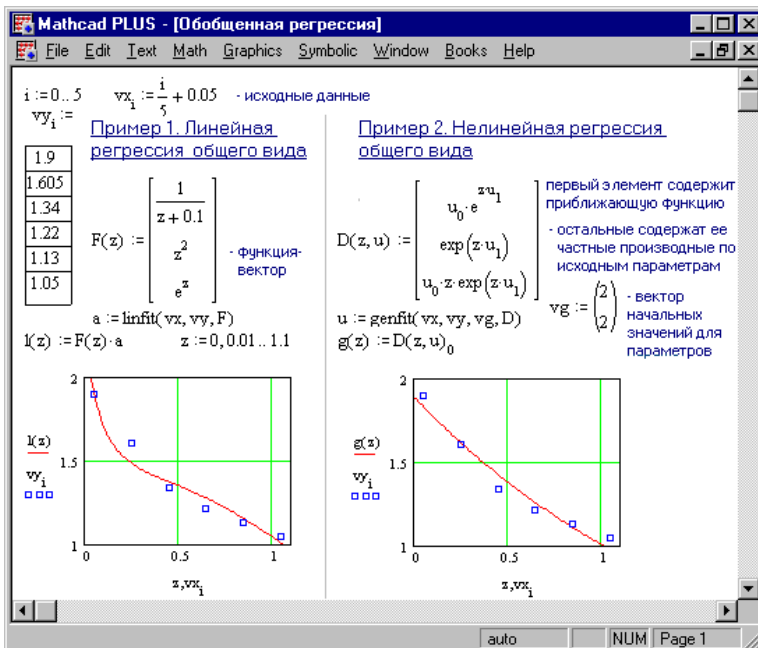 Mathcad PLUS - [Обобщенная регрессия]
File Edit Text Math Graphics Symbolic Window Books Help
i := 0.. 5 vx_i := i/5 + 0.05 - исходные данные
vy_i :=
1.9
1.605
1.34
1.22
1.13
1.05
Пример 1. Линейная
регрессия общего вида
F(z) :=
1/(z + 0.1)
z^2
e^z
- функция-
вектор
a := linfit(vx, vy, F)
l(z) := F(z)·a z := 0, 0.01.. 1.1
Пример 2. Нелинейная регрессия
общего вида
D(z, u) :=
u_0·e^(z·u_1)
exp(z·u_1)
u_0·z·exp(z·u_1)
первый элемент содержит
приближающую функцию
- остальные содержат ее
частные производные по
исходным параметрам
u := genfit(vx, vy, vg, D)
g(z) := D(z, u)_0
vg :=
2
2
- вектор
начальных
значений для
параметров
2
1.5
1
l(z)
vy_i
0 0.5 1
z,vx_i
2
1.5
1
g(z)
vy_i
0 0.5 1
z,vx_i
auto NUM Page 1